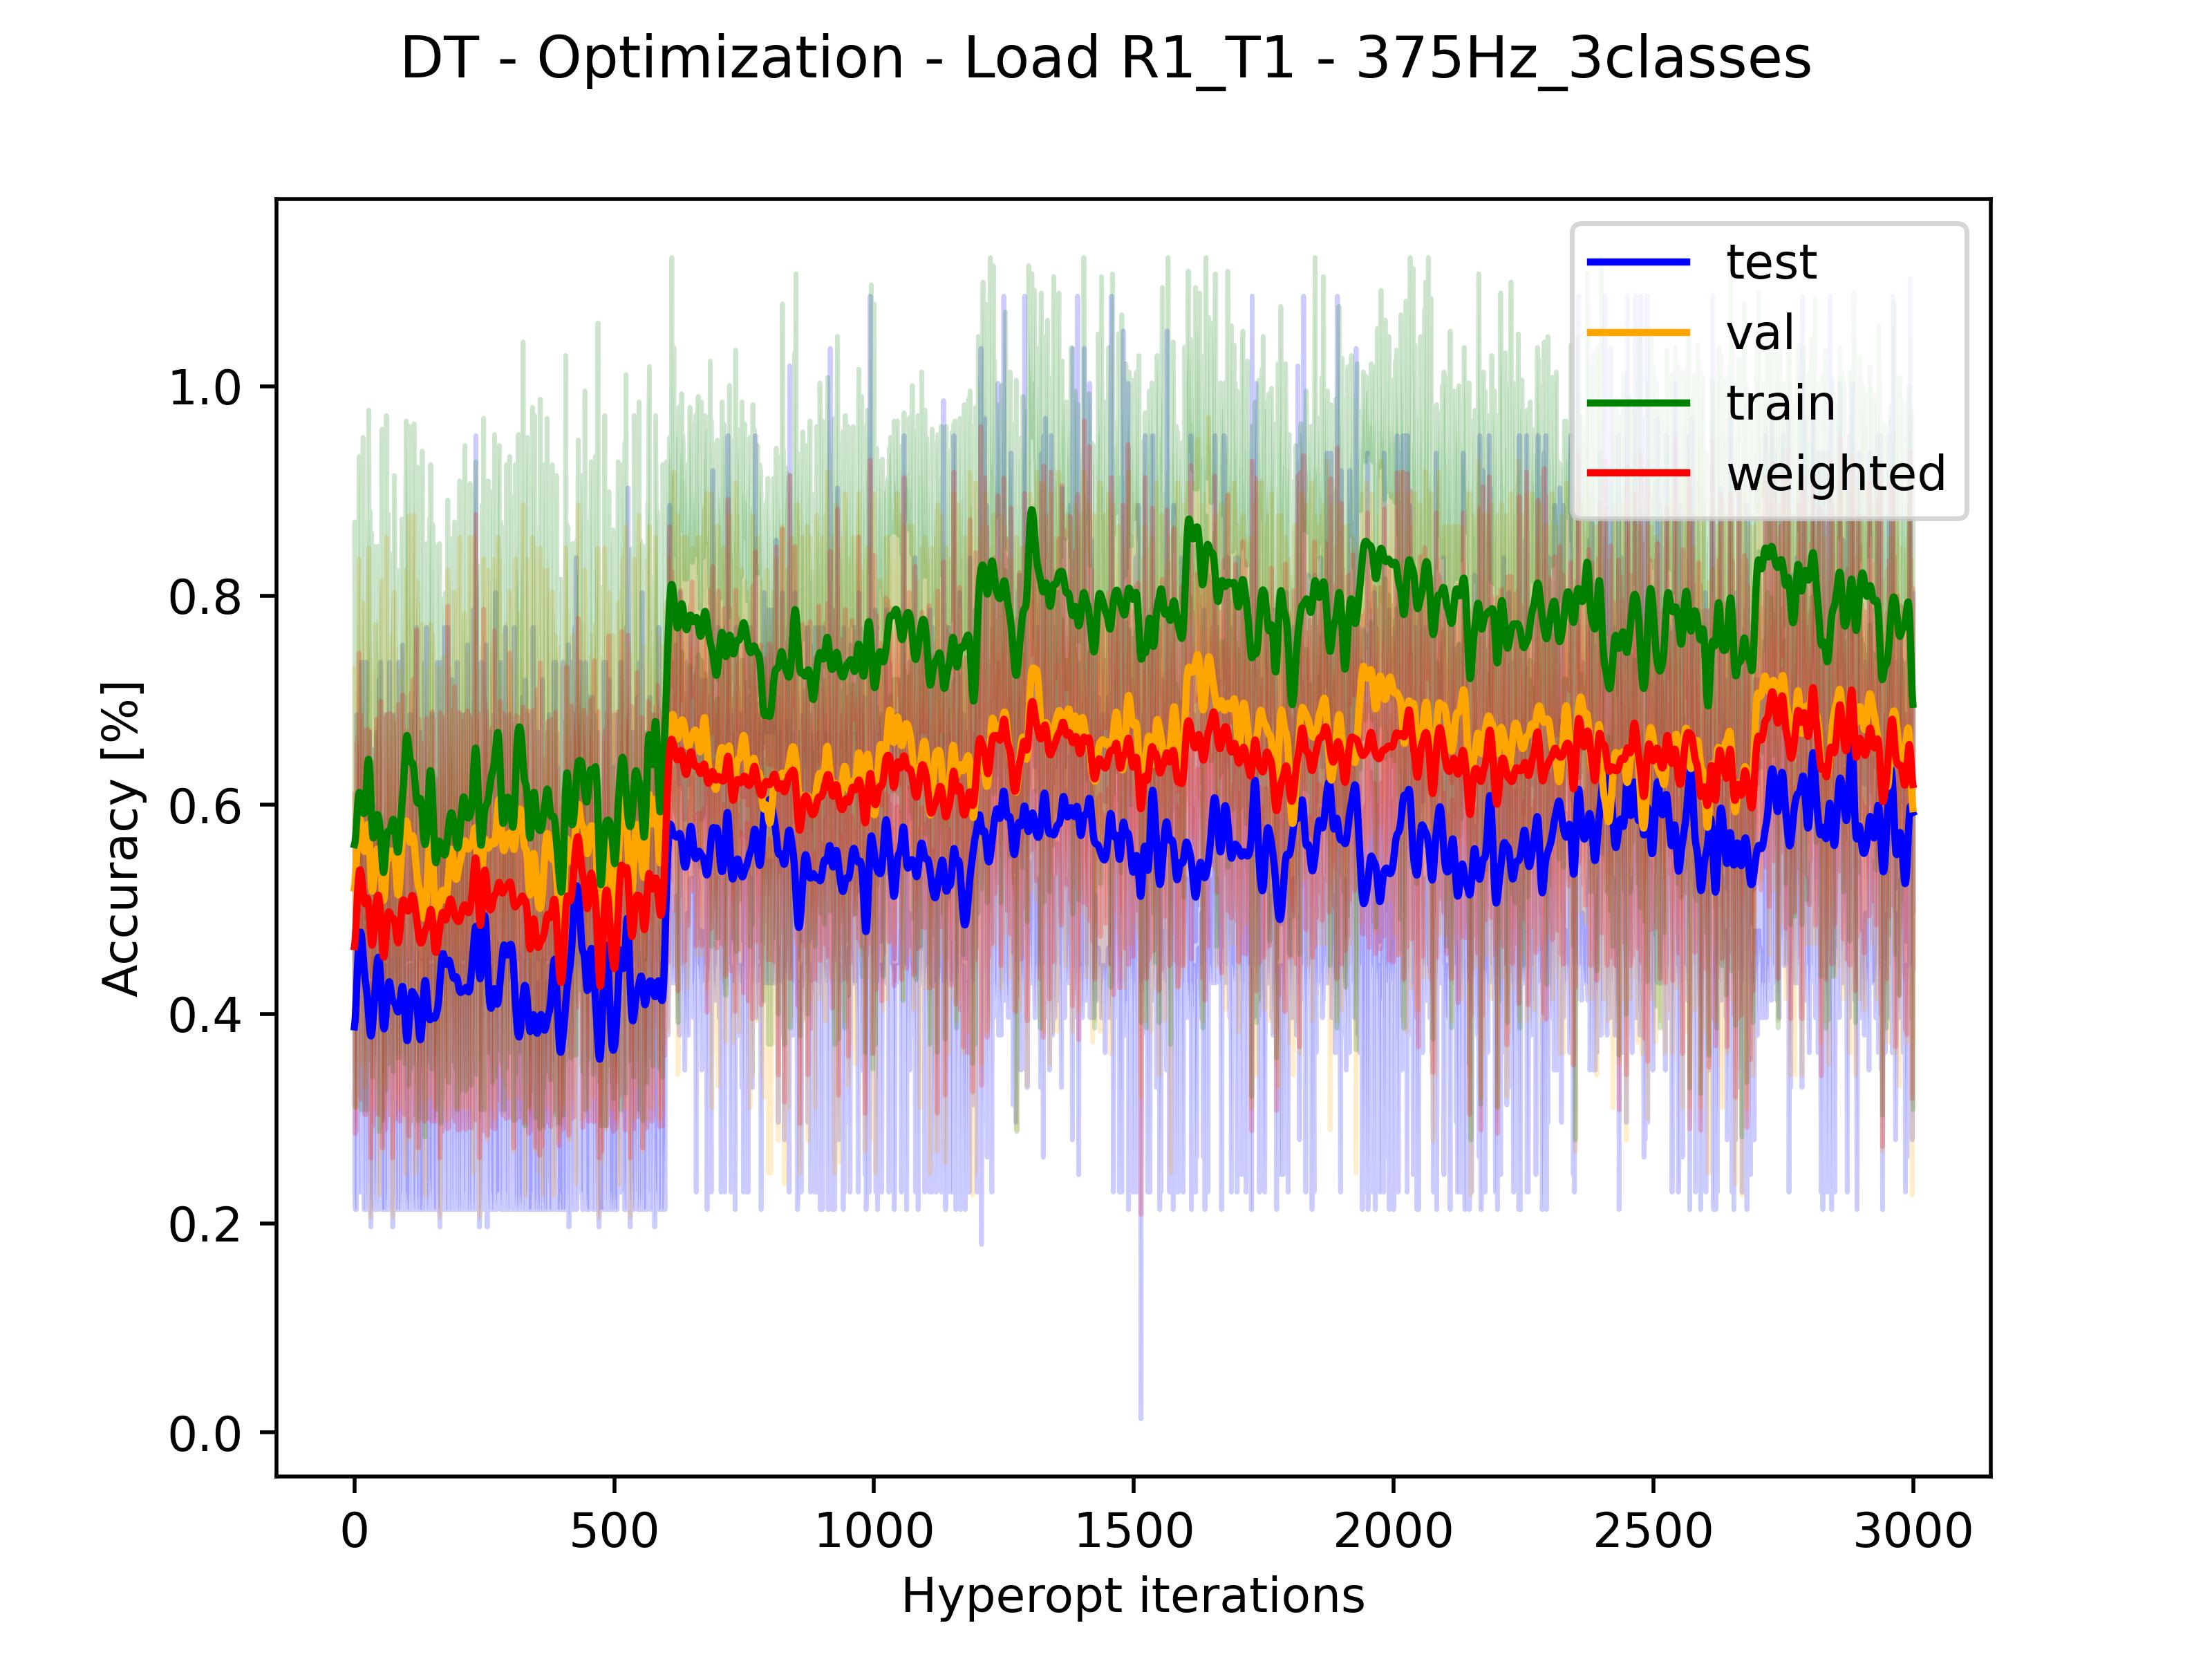 DT - Optimization - Load R1_T1 - 375Hz_3classes
test
val
train
weighted
Accuracy [%]
1.0
0.8
0.6
0.4
0.2
0.0
0 500 1000 1500 2000 2500 3000
Hyperopt iterations